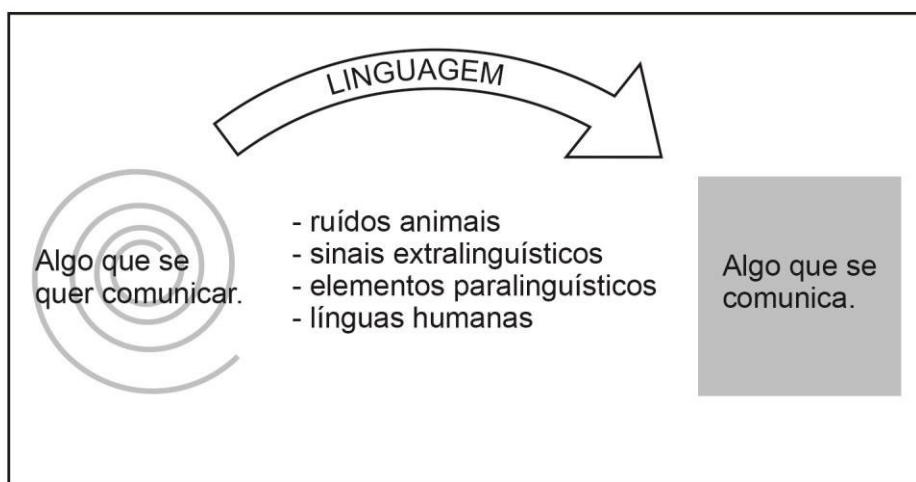 LINGUAGEM
Algo que se
quer comunicar.
- ruídos animais
- sinais extralinguísticos
- elementos paralinguísticos
- línguas humanas
Algo que se
comunica.